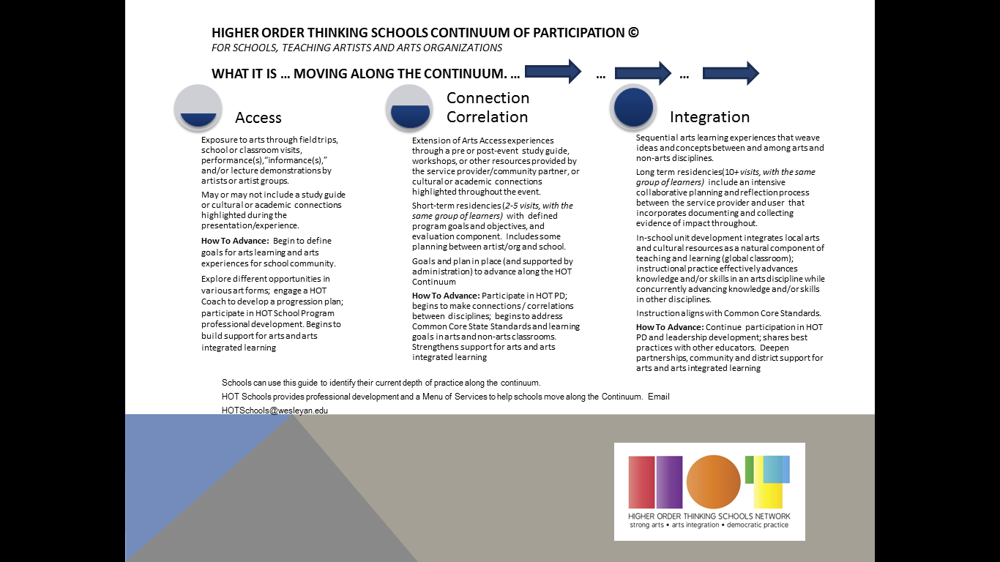 HIGHER ORDER THINKING SCHOOLS CONTINUUM OF PARTICIPATION ©
FOR SCHOOLS, TEACHING ARTISTS AND ARTS ORGANIZATIONS
WHAT IT IS ... MOVING ALONG THE CONTINUUM. ... ... ...
Access
Exposure to arts through field trips,
school or classroom visits,
performance(s),“informance(s),”
and/or lecture demonstrations by
artists or artist groups.
May or may not include a study guide
or cultural or academic connections
highlighted during the
presentation/experience.
How To Advance: Begin to define
goals for arts learning and arts
experiences for school community.
Explore different opportunities in
various art forms; engage a HOT
Coach to develop a progression plan;
participate in HOT School Program
professional development. Begins to
build support for arts and arts
integrated learning
Connection
Correlation
Extension of Arts Access experiences
through a pre or post-event study guide,
workshops, or other resources provided by
the service provider/community partner, or
cultural or academic connections
highlighted throughout the event.
Short-term residencies (2-5 visits, with the
same group of learners) with defined
program goals and objectives, and
evaluation component. Includes some
planning between artist/org and school.
Goals and plan in place (and supported by
administration) to advance along the HOT
Continuum
How To Advance: Participate in HOT PD;
begins to make connections / correlations
between disciplines; begins to address
Common Core State Standards and learning
goals in arts and non-arts classrooms.
Strengthens support for arts and arts
integrated learning
Integration
Sequential arts learning experiences that weave
ideas and concepts between and among arts and
non-arts disciplines.
Long term residencies(10+ visits, with the same
group of learners) include an intensive
collaborative planning and reflection process
between the service provider and user that
incorporates documenting and collecting
evidence of impact throughout.
In-school unit development integrates local arts
and cultural resources as a natural component of
teaching and learning (global classroom);
instructional practice effectively advances
knowledge and/or skills in an arts discipline while
concurrently advancing knowledge and/or skills
in other disciplines.
Instruction aligns with Common Core Standards.
How To Advance: Continue participation in HOT
PD and leadership development; shares best
practices with other educators. Deepen
partnerships, community and district support for
arts and arts integrated learning
Schools can use this guide to identify their current depth of practice along the continuum.
HOT Schools provides professional development and a Menu of Services to help schools move along the Continuum. Email
HOTSchools@wesleyan.edu
HOT
HIGHER ORDER THINKING SCHOOLS NETWORK
strong arts • arts integration • democratic practice